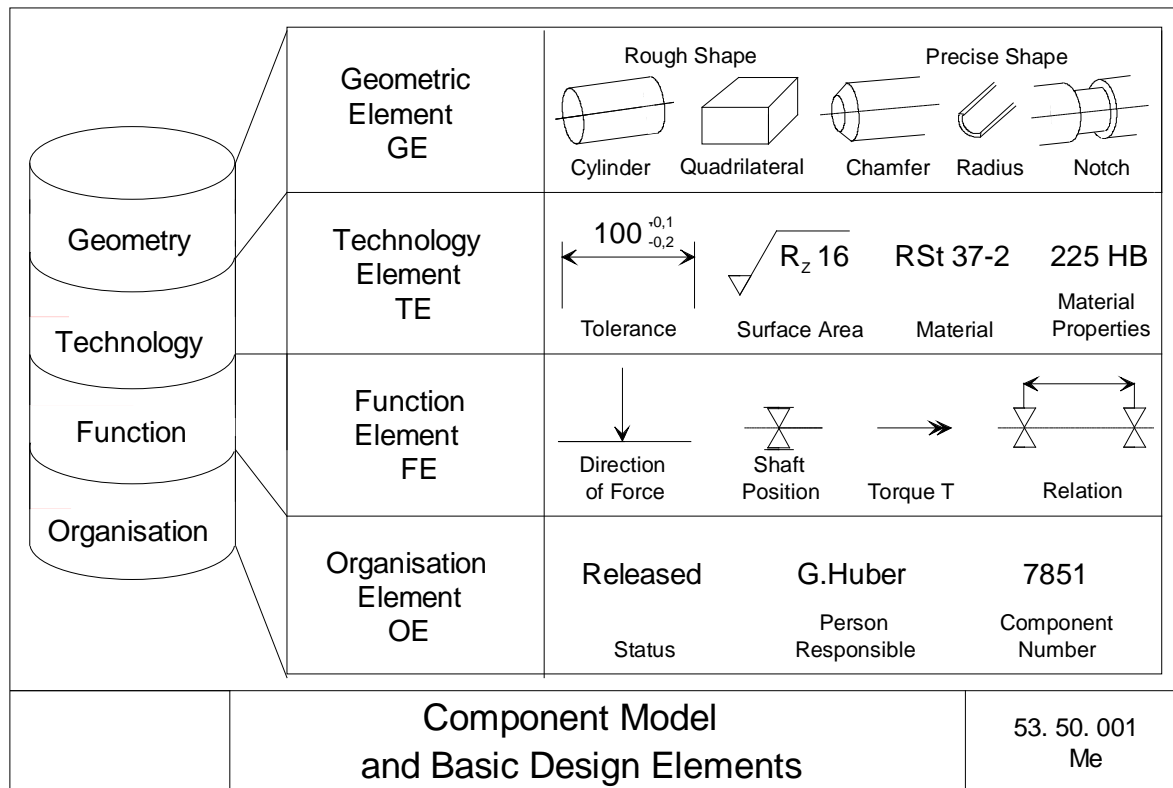 Geometry
Technology
Function
Organisation
Geometric
Element
GE
Rough Shape
Precise Shape
Cylinder
Quadrilateral
Chamfer
Radius
Notch
Technology
Element
TE
100 +0,1 -0,2
Tolerance
Rz 16
Surface Area
RSt 37-2
Material
225 HB
Material
Properties
Function
Element
FE
Direction
of Force
Shaft
Position
Torque T
Relation
Organisation
Element
OE
Released
Status
G.Huber
Person
Responsible
7851
Component
Number
Component Model
and Basic Design Elements
53. 50. 001
Me